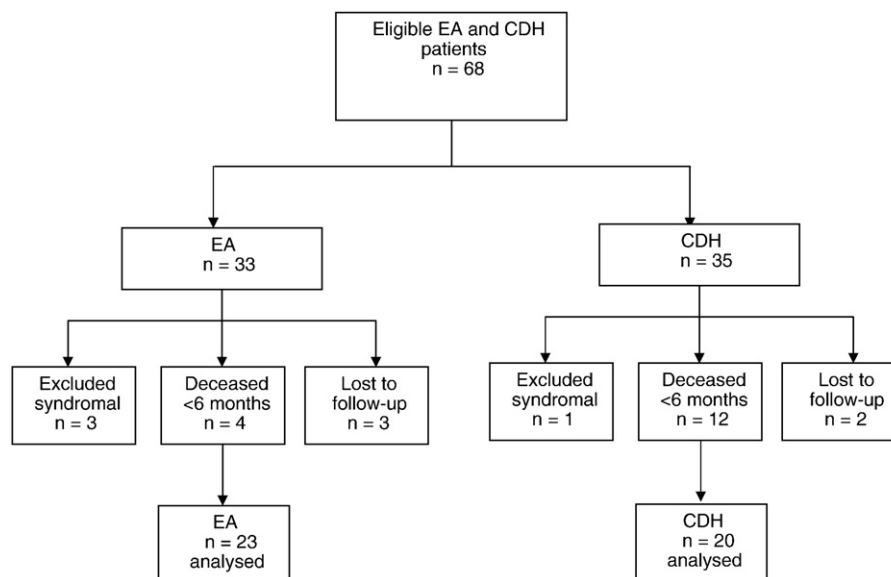 Eligible EA and CDH
patients
n = 68
EA
n = 33
CDH
n = 35
Excluded
syndromal
n = 3
Deceased
<6 months
n = 4
Lost to
follow-up
n = 3
Excluded
syndromal
n = 1
Deceased
<6 months
n = 12
Lost to
follow-up
n = 2
EA
n = 23
analysed
CDH
n = 20
analysed